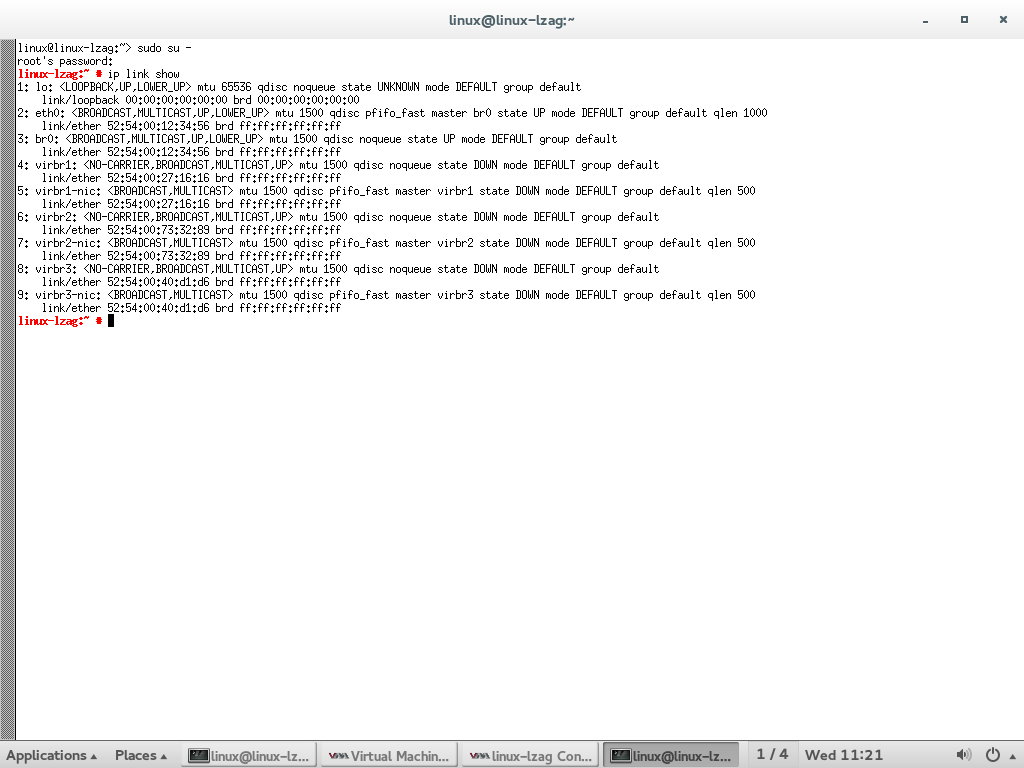 linux@linux-lzag:~
linux@linux-lzag:~> sudo su -
root's password:
linux-lzag:~ # ip link show
1: lo: <LOOPBACK,UP,LOWER_UP> mtu 65536 qdisc noqueue state UNKNOWN mode DEFAULT group default
    link/loopback 00:00:00:00:00:00 brd 00:00:00:00:00:00
2: eth0: <BROADCAST,MULTICAST,UP,LOWER_UP> mtu 1500 qdisc pfifo_fast master br0 state UP mode DEFAULT group default qlen 1000
    link/ether 52:54:00:12:34:56 brd ff:ff:ff:ff:ff:ff
3: br0: <BROADCAST,MULTICAST,UP,LOWER_UP> mtu 1500 qdisc noqueue state UP mode DEFAULT group default
    link/ether 52:54:00:12:34:56 brd ff:ff:ff:ff:ff:ff
4: virbr1: <NO-CARRIER,BROADCAST,MULTICAST,UP> mtu 1500 qdisc noqueue state DOWN mode DEFAULT group default
    link/ether 52:54:00:27:16:16 brd ff:ff:ff:ff:ff:ff
5: virbr1-nic: <BROADCAST,MULTICAST> mtu 1500 qdisc pfifo_fast master virbr1 state DOWN mode DEFAULT group default qlen 500
    link/ether 52:54:00:27:16:16 brd ff:ff:ff:ff:ff:ff
6: virbr2: <NO-CARRIER,BROADCAST,MULTICAST,UP> mtu 1500 qdisc noqueue state DOWN mode DEFAULT group default
    link/ether 52:54:00:73:32:89 brd ff:ff:ff:ff:ff:ff
7: virbr2-nic: <BROADCAST,MULTICAST> mtu 1500 qdisc pfifo_fast master virbr2 state DOWN mode DEFAULT group default qlen 500
    link/ether 52:54:00:73:32:89 brd ff:ff:ff:ff:ff:ff
8: virbr3: <NO-CARRIER,BROADCAST,MULTICAST,UP> mtu 1500 qdisc noqueue state DOWN mode DEFAULT group default
    link/ether 52:54:00:40:d1:d6 brd ff:ff:ff:ff:ff:ff
9: virbr3-nic: <BROADCAST,MULTICAST> mtu 1500 qdisc pfifo_fast master virbr3 state DOWN mode DEFAULT group default qlen 500
    link/ether 52:54:00:40:d1:d6 brd ff:ff:ff:ff:ff:ff
linux-lzag:~ #
Applications Places linux@linux-lz... Virtual Machin... linux-lzag Con... linux@linux-lz... 1 / 4 Wed 11:21